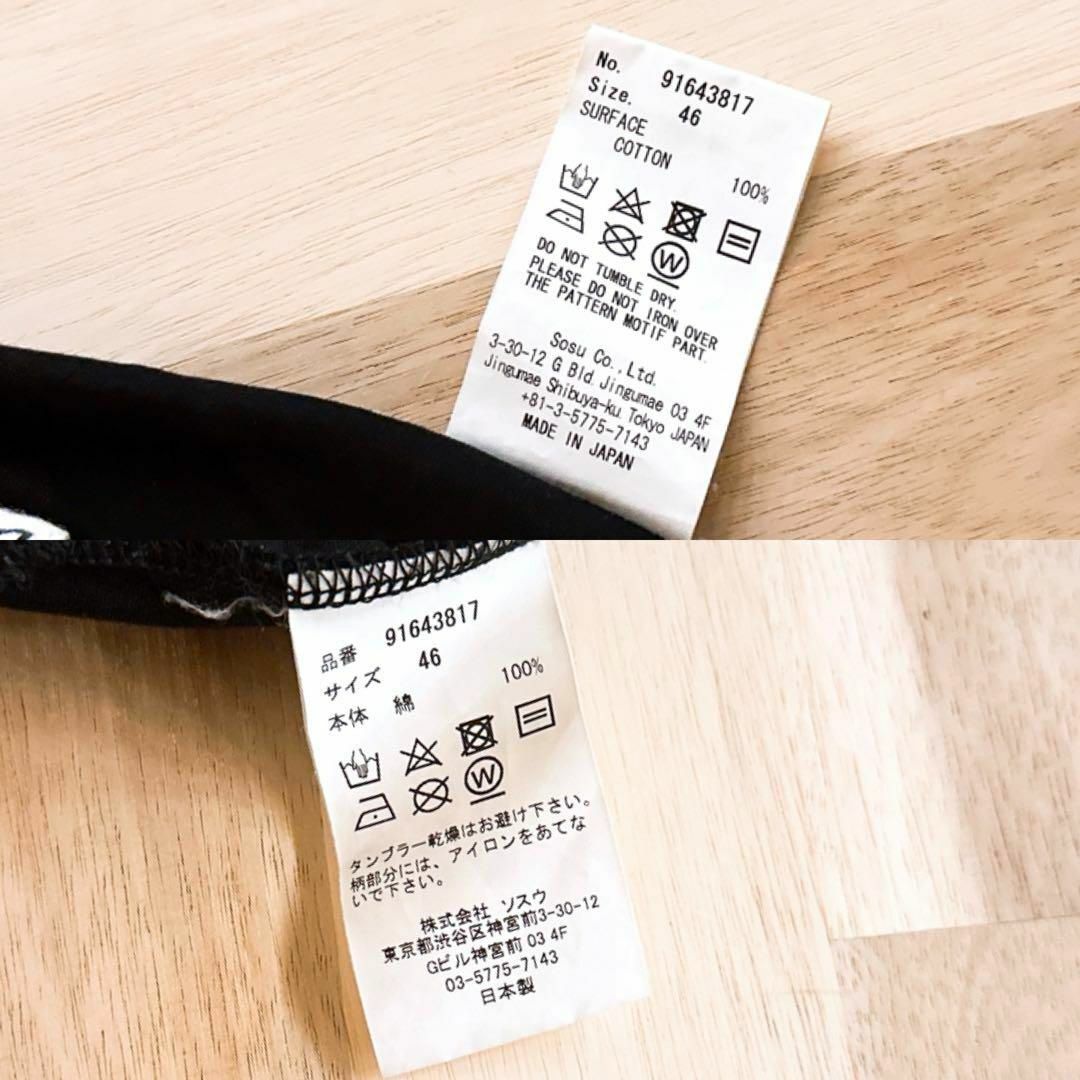 No. 91643817
Size. 46
SURFACE
COTTON 100%
W
DO NOT TUMBLE DRY.
PLEASE DO NOT IRON OVER
THE PATTERN MOTIF PART.
Sosu Co.,Ltd.
3-30-12 G Bld. Jingumae 03 4F
Jingumae Shibuya-ku. Tokyo JAPAN
+81-3-5775-7143
MADE IN JAPAN
品番 91643817
サイズ 46
本体 綿 100%
W
タンブラー乾燥はお避け下さい。
柄部分には、アイロンをあてな
いで下さい。
株式会社 ソスウ
東京都渋谷区神宮前3-30-12
Gビル神宮前 03 4F
03-5775-7143
日本製